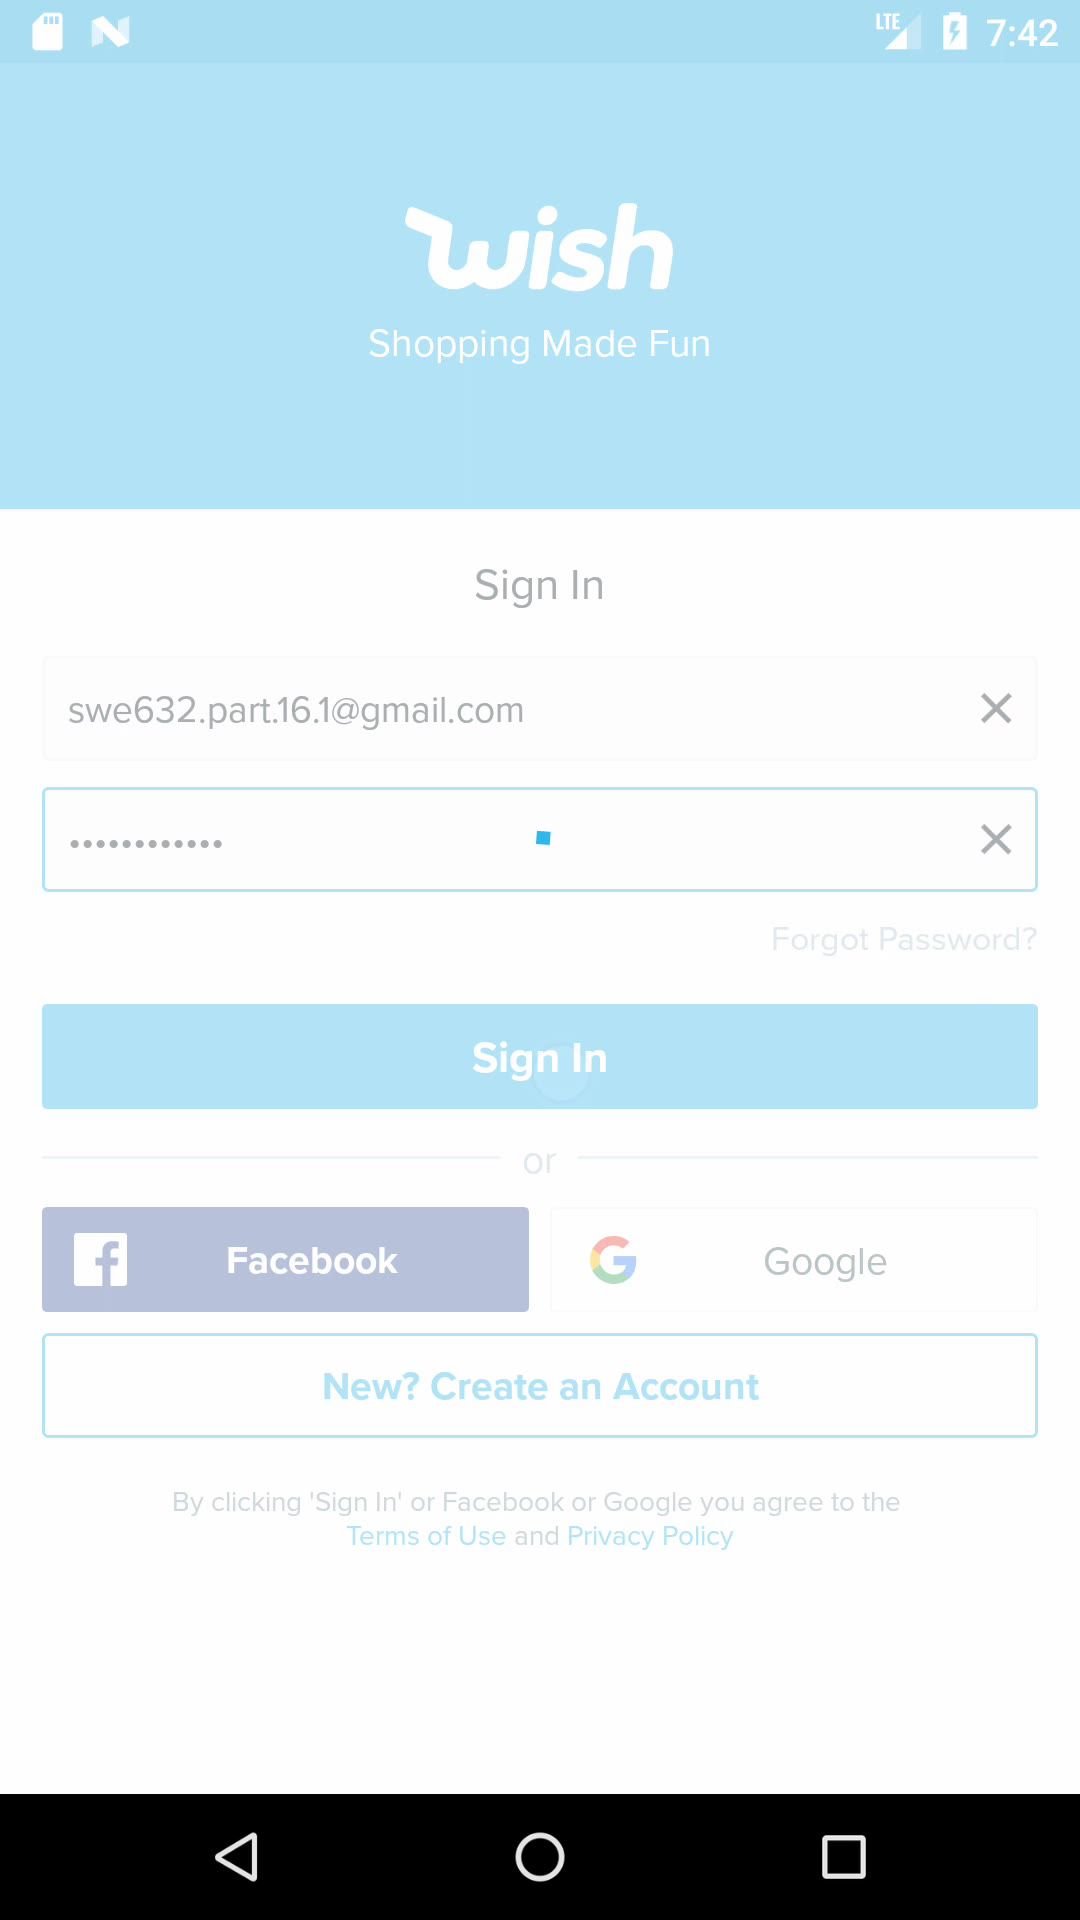 LTE 7:42
wish
Shopping Made Fun
Sign In
swe632.part.16.1@gmail.com
••••••••••••
Forgot Password?
Sign In
or
Facebook
Google
New? Create an Account
By clicking 'Sign In' or Facebook or Google you agree to the
Terms of Use and Privacy Policy